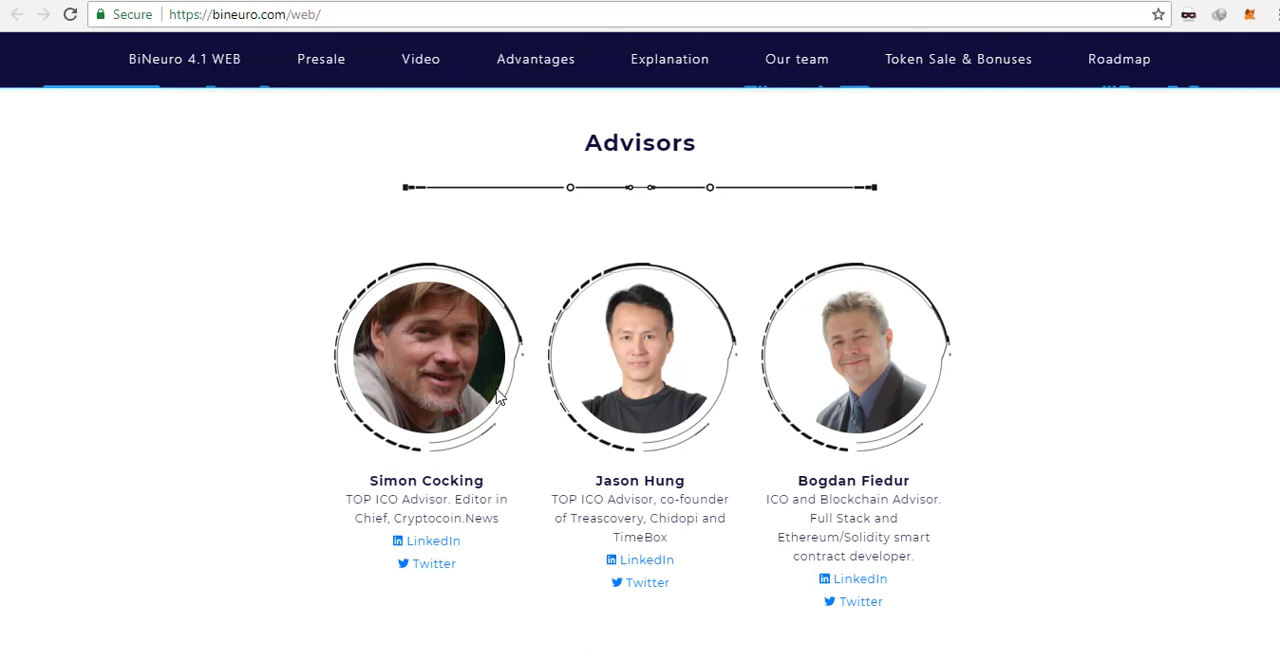 Secure https://bineuro.com/web/
BiNeuro 4.1 WEB Presale Video Advantages Explanation Our team Token Sale & Bonuses Roadmap
Advisors
Simon Cocking
TOP ICO Advisor. Editor in
Chief, Cryptocoin.News
LinkedIn
Twitter
Jason Hung
TOP ICO Advisor, co-founder
of Treascovery, Chidopi and
TimeBox
LinkedIn
Twitter
Bogdan Fiedur
ICO and Blockchain Advisor.
Full Stack and
Ethereum/Solidity smart
contract developer.
LinkedIn
Twitter